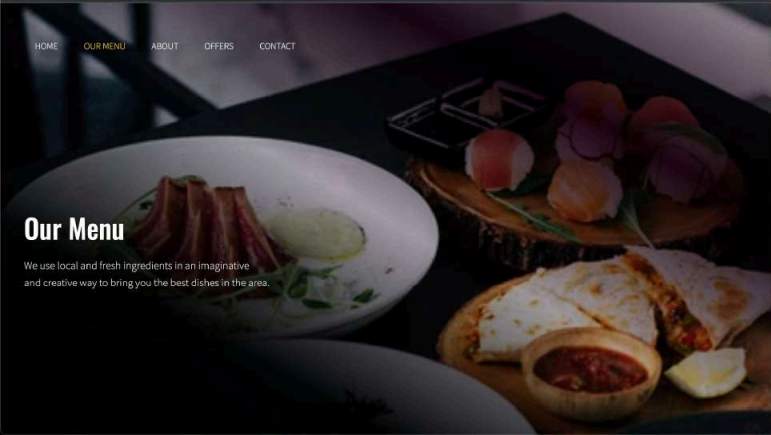 HOME OUR MENU ABOUT OFFERS CONTACT
Our Menu
We use local and fresh ingredients in an imaginative
and creative way to bring you the best dishes in the area.